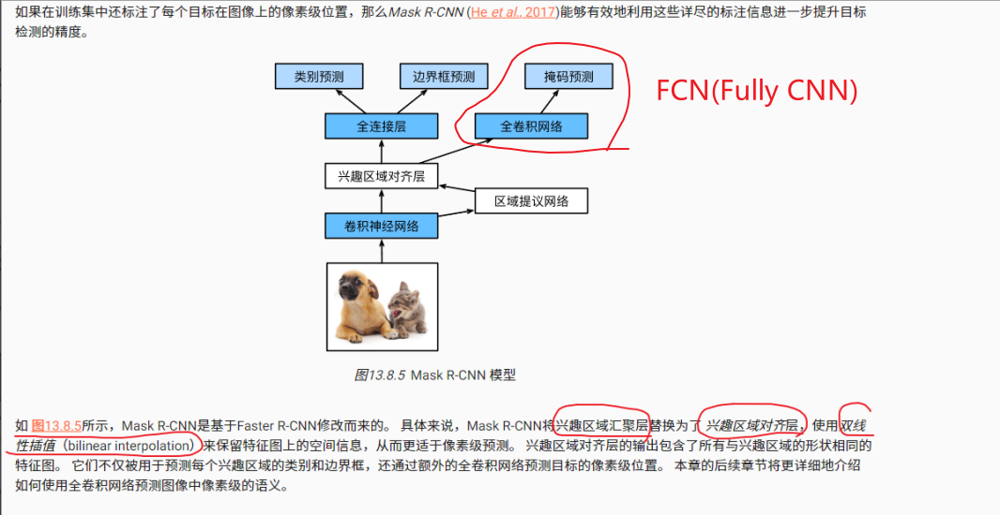 如果在训练集中还标注了每个目标在图像上的像素级位置，那么Mask R-CNN (He et al., 2017)能够有效地利用这些详尽的标注信息进一步提升目标
检测的精度。
类别预测 边界框预测 掩码预测
FCN(Fully CNN)
全连接层 全卷积网络
兴趣区域对齐层
区域提议网络
卷积神经网络
图13.8.5 Mask R-CNN 模型
如 图13.8.5所示，Mask R-CNN是基于Faster R-CNN修改而来的。 具体来说，Mask R-CNN将兴趣区域汇聚层替换为了 兴趣区域对齐层，使用双线
性插值（bilinear interpolation）来保留特征图上的空间信息，从而更适于像素级预测。 兴趣区域对齐层的输出包含了所有与兴趣区域的形状相同的
特征图。 它们不仅被用于预测每个兴趣区域的类别和边界框，还通过额外的全卷积网络预测目标的像素级位置。 本章的后续章节将更详细地介绍
如何使用全卷积网络预测图像中像素级的语义。